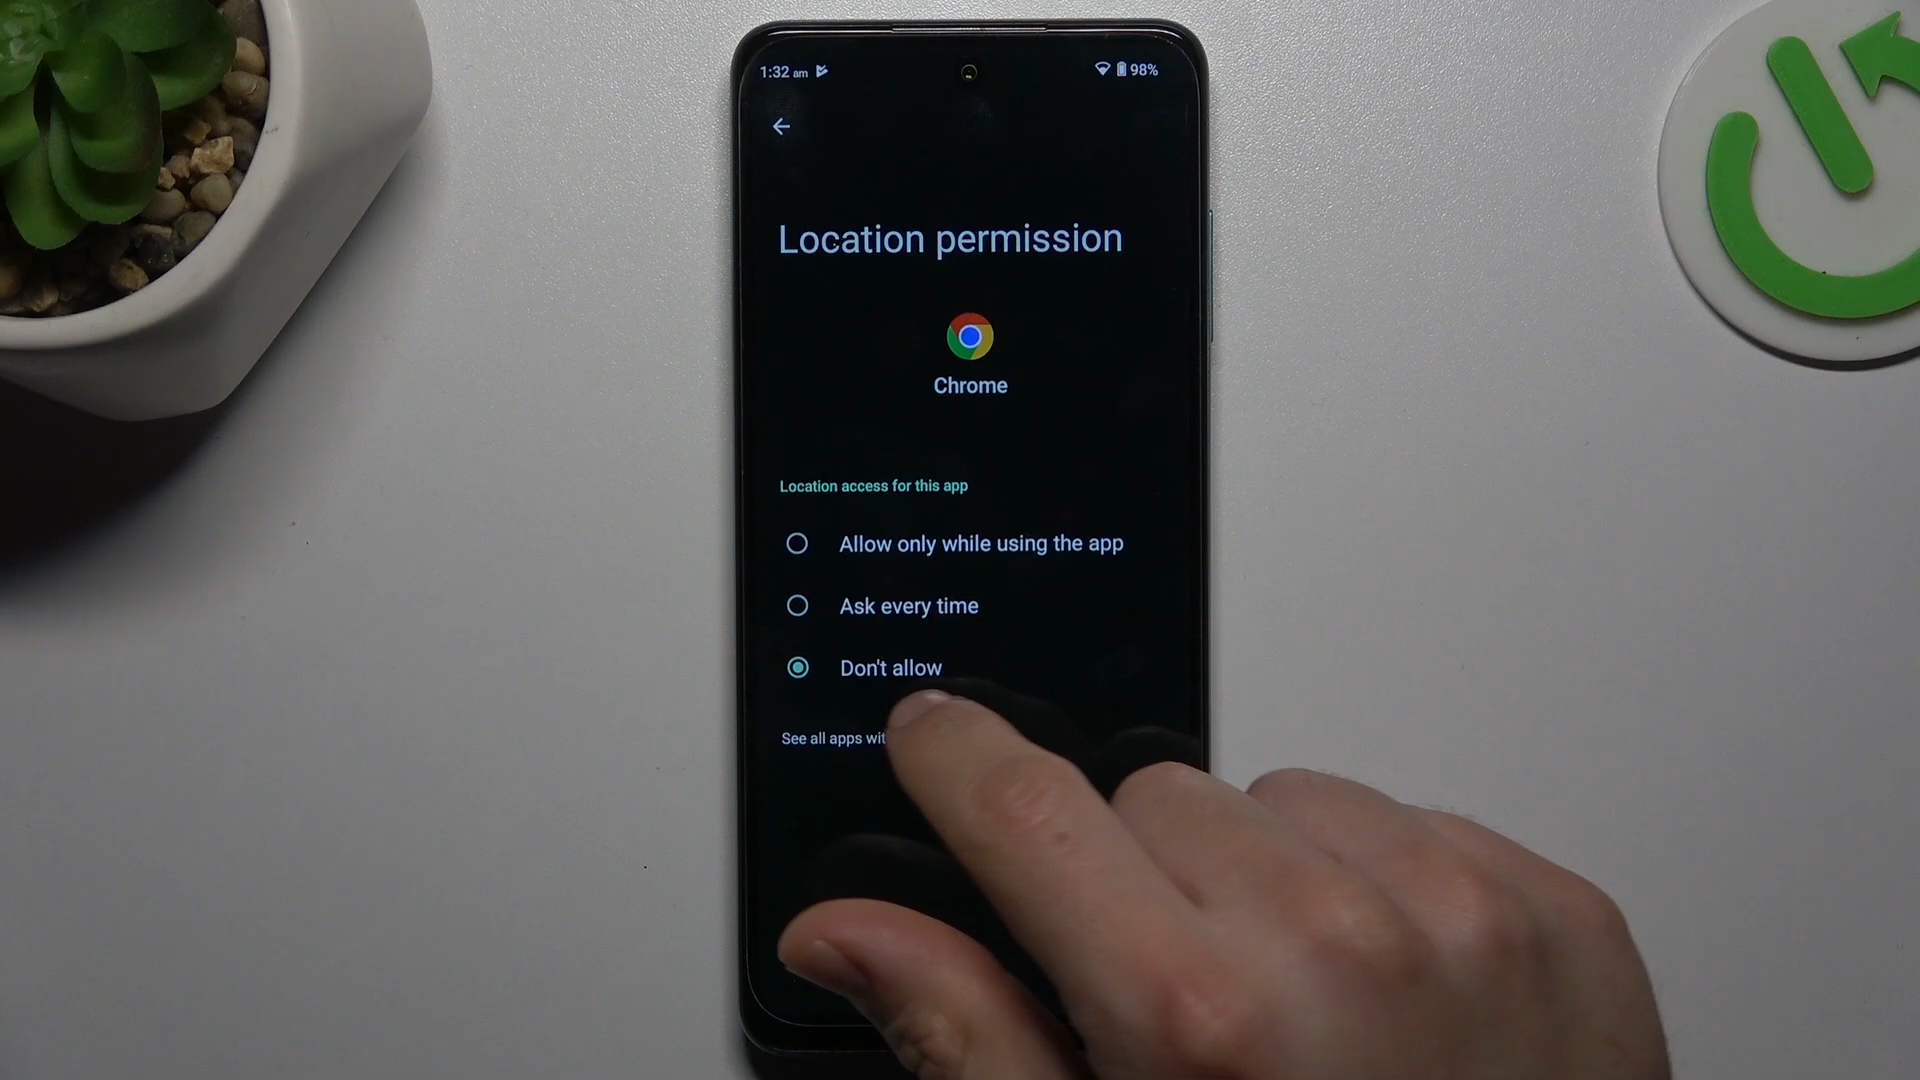 1:32 am 98%
Location permission
Chrome
Location access for this app
Allow only while using the app
Ask every time
Don't allow
See all apps